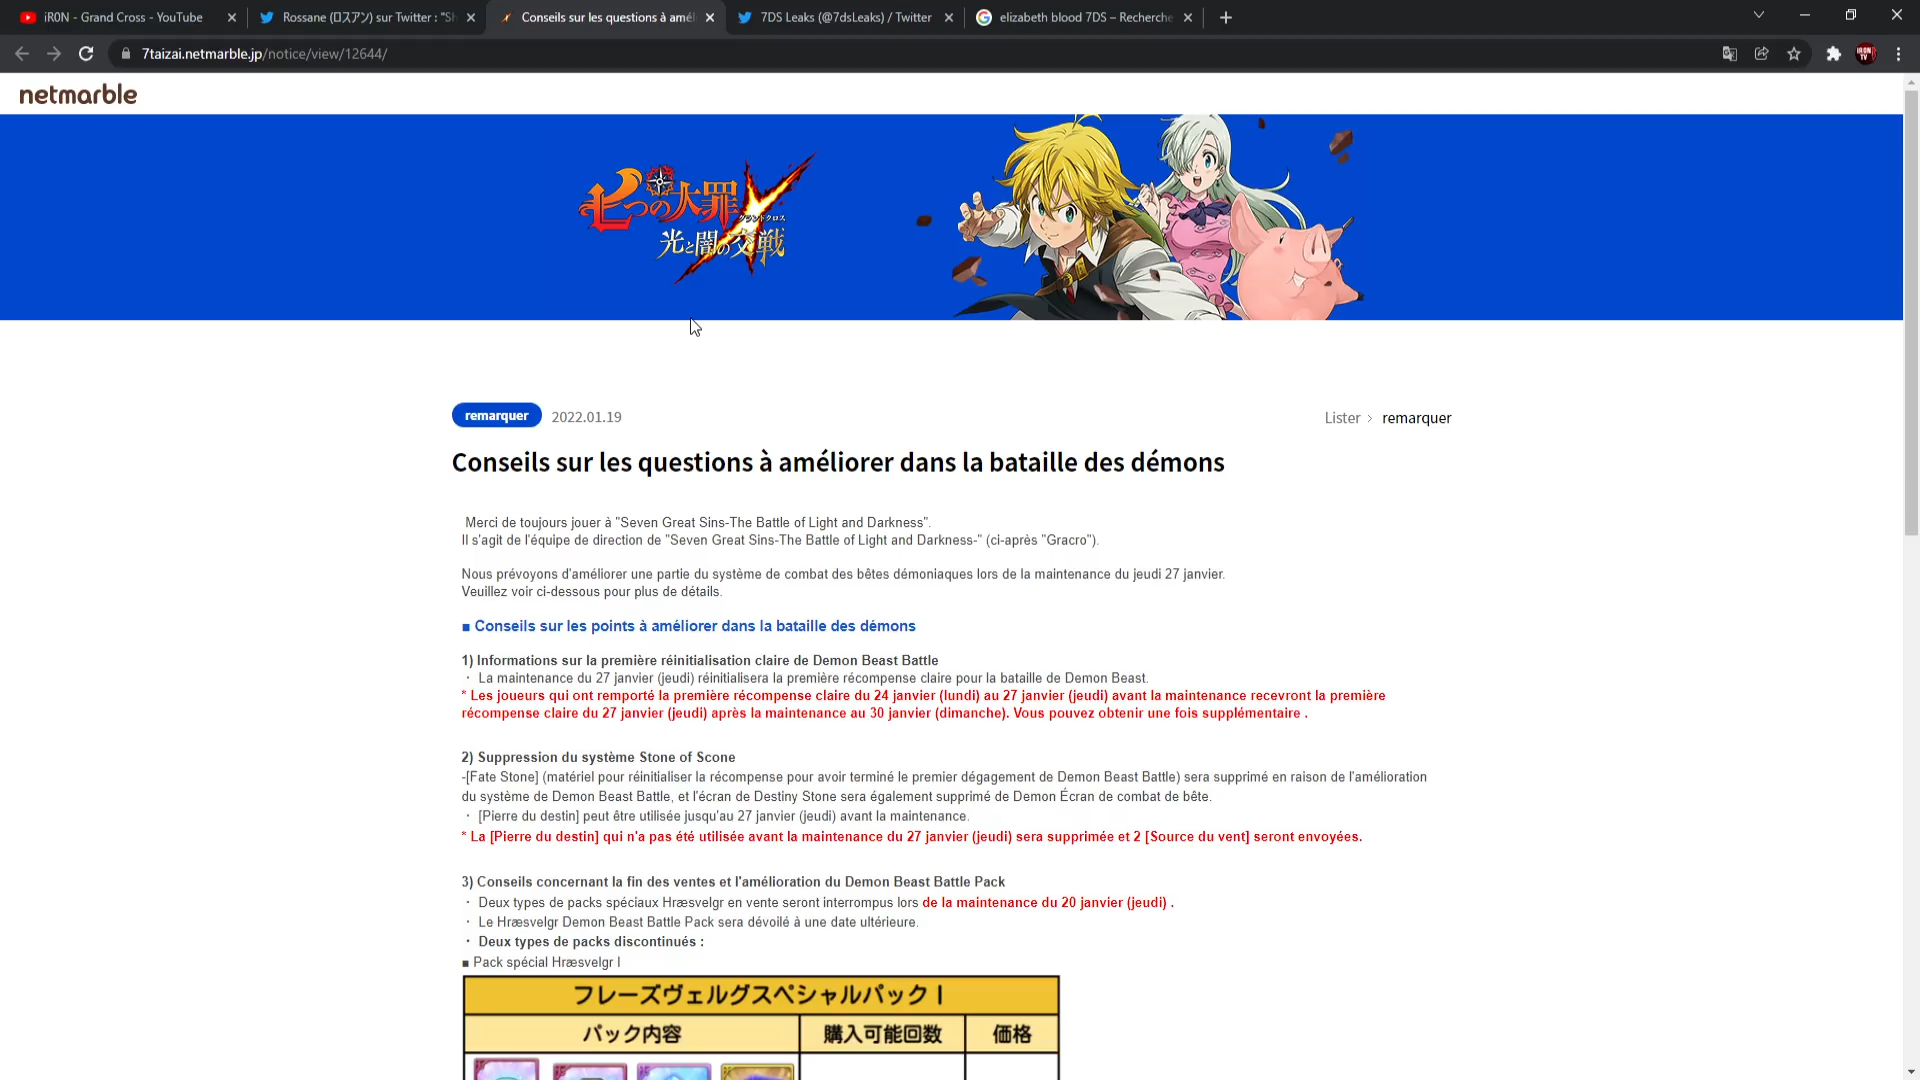 iR0N - Grand Cross - YouTube
Rossane (ロスアン) sur Twitter : "Sh
Conseils sur les questions à amél
7DS Leaks (@7dsLeaks) / Twitter
elizabeth blood 7DS – Recherche
7taizai.netmarble.jp/notice/view/12644/
netmarble
七つの大罪
グランドクロス
光と闇の交戦
remarquer
2022.01.19
Lister > remarquer
Conseils sur les questions à améliorer dans la bataille des démons
Merci de toujours jouer à "Seven Great Sins-The Battle of Light and Darkness".
Il s'agit de l'équipe de direction de "Seven Great Sins-The Battle of Light and Darkness-" (ci-après "Gracro").
Nous prévoyons d'améliorer une partie du système de combat des bêtes démoniaques lors de la maintenance du jeudi 27 janvier.
Veuillez voir ci-dessous pour plus de détails.
■ Conseils sur les points à améliorer dans la bataille des démons
1) Informations sur la première réinitialisation claire de Demon Beast Battle
・ La maintenance du 27 janvier (jeudi) réinitialisera la première récompense claire pour la bataille de Demon Beast.
* Les joueurs qui ont remporté la première récompense claire du 24 janvier (lundi) au 27 janvier (jeudi) avant la maintenance recevront la première
récompense claire du 27 janvier (jeudi) après la maintenance au 30 janvier (dimanche). Vous pouvez obtenir une fois supplémentaire .
2) Suppression du système Stone of Scone
-[Fate Stone] (matériel pour réinitialiser la récompense pour avoir terminé le premier dégagement de Demon Beast Battle) sera supprimé en raison de l'amélioration
du système de Demon Beast Battle, et l'écran de Destiny Stone sera également supprimé de Demon Écran de combat de bête.
・ [Pierre du destin] peut être utilisée jusqu'au 27 janvier (jeudi) avant la maintenance.
* La [Pierre du destin] qui n'a pas été utilisée avant la maintenance du 27 janvier (jeudi) sera supprimée et 2 [Source du vent] seront envoyées.
3) Conseils concernant la fin des ventes et l'amélioration du Demon Beast Battle Pack
・ Deux types de packs spéciaux Hræsvelgr en vente seront interrompus lors de la maintenance du 20 janvier (jeudi) .
・ Le Hræsvelgr Demon Beast Battle Pack sera dévoilé à une date ultérieure.
・ Deux types de packs discontinués :
■ Pack spécial Hræsvelgr I
フレーズヴェルグスペシャルパック I
パック内容 購入可能回数 価格